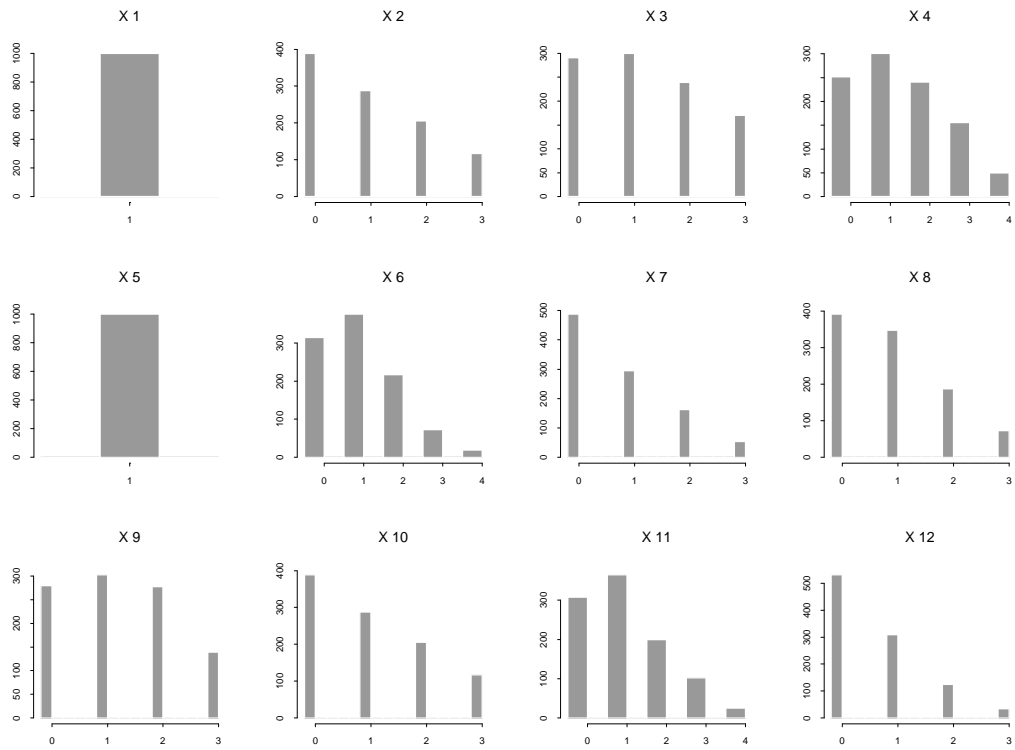 X 1
0 200 400 600 800 1000
1
X 2
0 100 200 300 400
0 1 2 3
X 3
0 50 100 200 300
0 1 2 3
X 4
0 50 100 200 300
0 1 2 3 4
X 5
0 200 400 600 800 1000
1
X 6
0 100 200 300
0 1 2 3 4
X 7
0 100 200 300 400 500
0 1 2 3
X 8
0 100 200 300 400
0 1 2 3
X 9
0 50 100 200 300
0 1 2 3
X 10
0 100 200 300 400
0 1 2 3
X 11
0 100 200 300
0 1 2 3 4
X 12
0 100 200 300 400 500
0 1 2 3